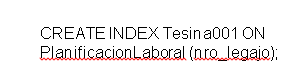 CREATE INDEX Tesina001 ON
PlanificacionLaboral (nro_legajo);